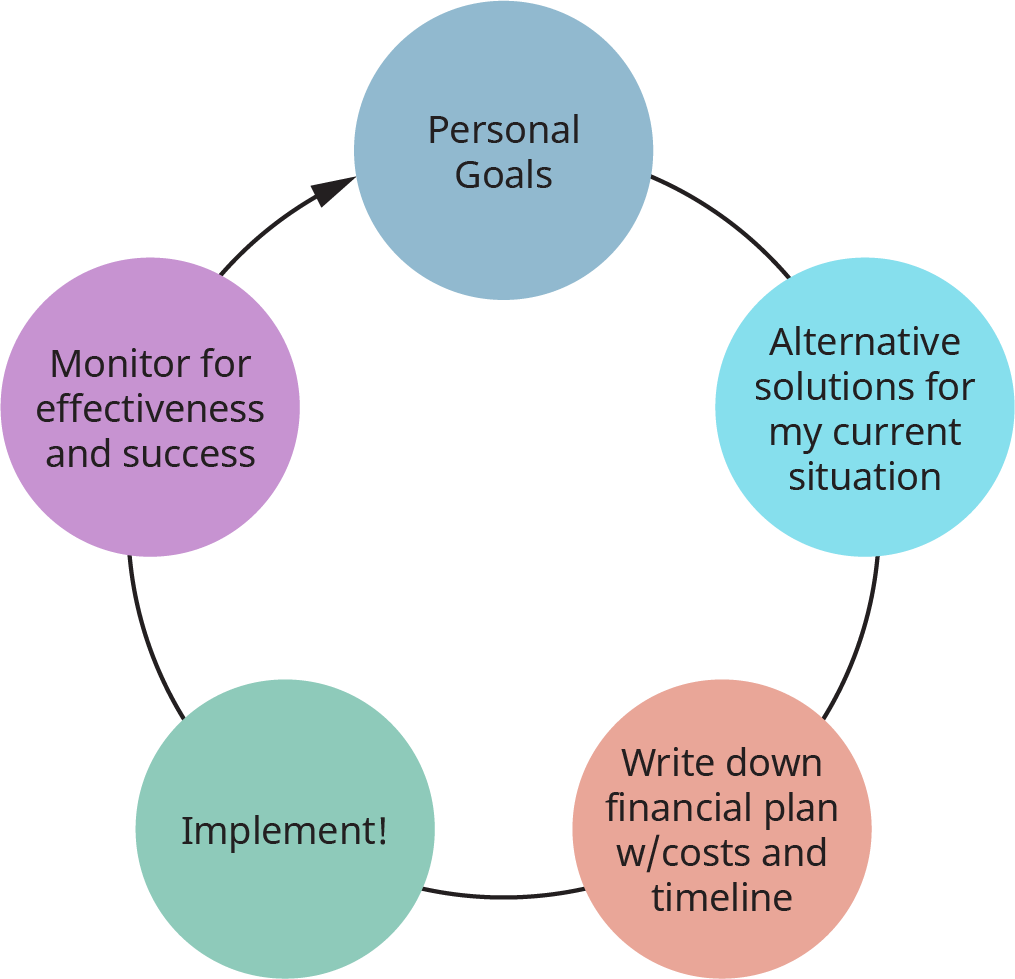 Personal
Goals
Alternative
solutions for
my current
situation
Write down
financial plan
w/costs and
timeline
Implement!
Monitor for
effectiveness
and success